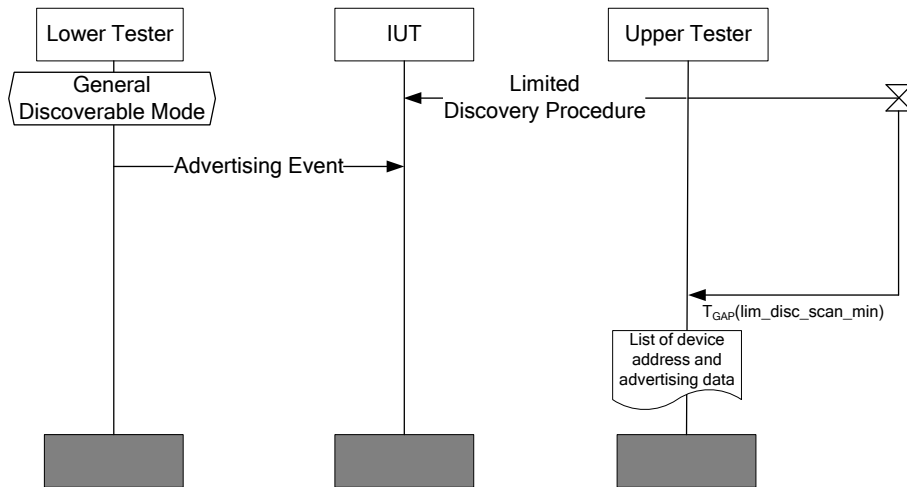 Lower Tester
IUT
Upper Tester
General
Discoverable Mode
Limited
Discovery Procedure
Advertising Event
TGAP(lim_disc_scan_min)
List of device
address and
advertising data